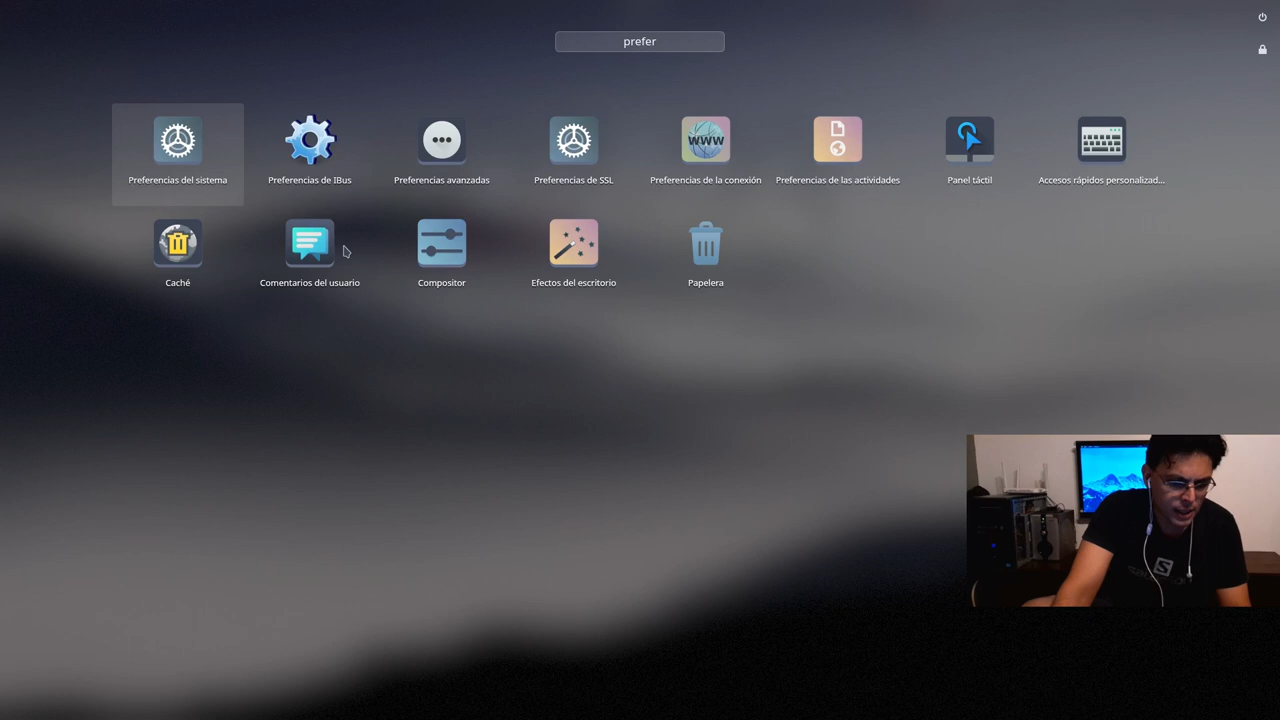 prefer
Preferencias del sistema
Preferencias de IBus
Preferencias avanzadas
Preferencias de SSL
Preferencias de la conexión
WWW
Preferencias de las actividades
Panel táctil
Accesos rápidos personalizad...
Caché
Comentarios del usuario
Compositor
Efectos del escritorio
Papelera
S